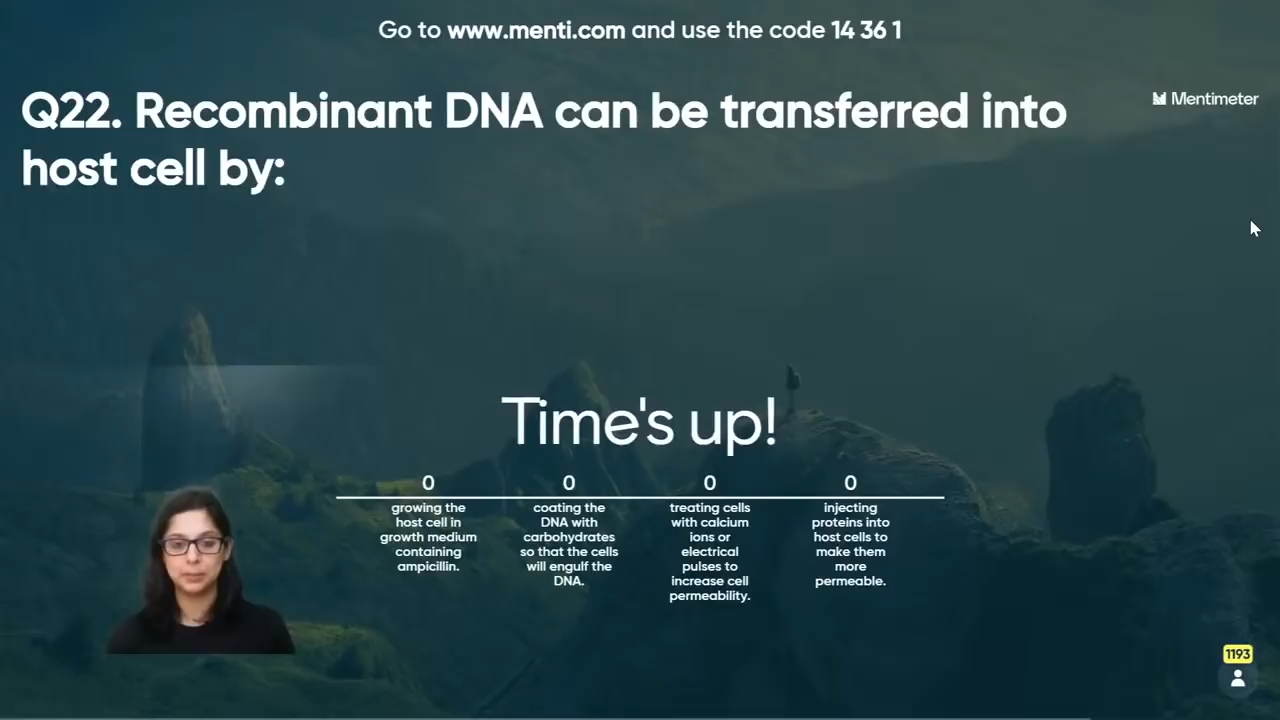 Go to www.menti.com and use the code 14 36 1
Q22. Recombinant DNA can be transferred into
host cell by:
Mentimeter
Time's up!
0
growing the
host cell in
growth medium
containing
ampicillin.
0
coating the
DNA with
carbohydrates
so that the cells
will engulf the
DNA.
0
treating cells
with calcium
ions or
electrical
pulses to
increase cell
permeability.
0
injecting
proteins into
host cells to
make them
more
permeable.
1193